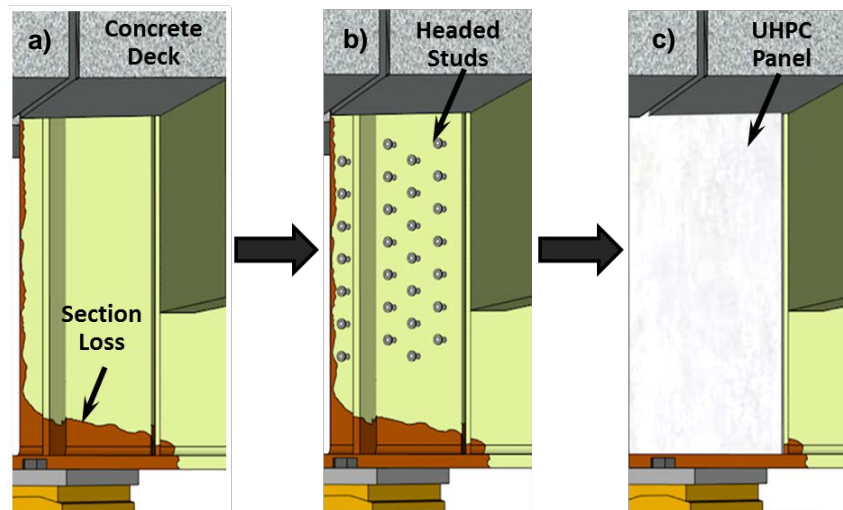 a)
Concrete
Deck
Section
Loss
b)
Headed
Studs
c)
UHPC
Panel